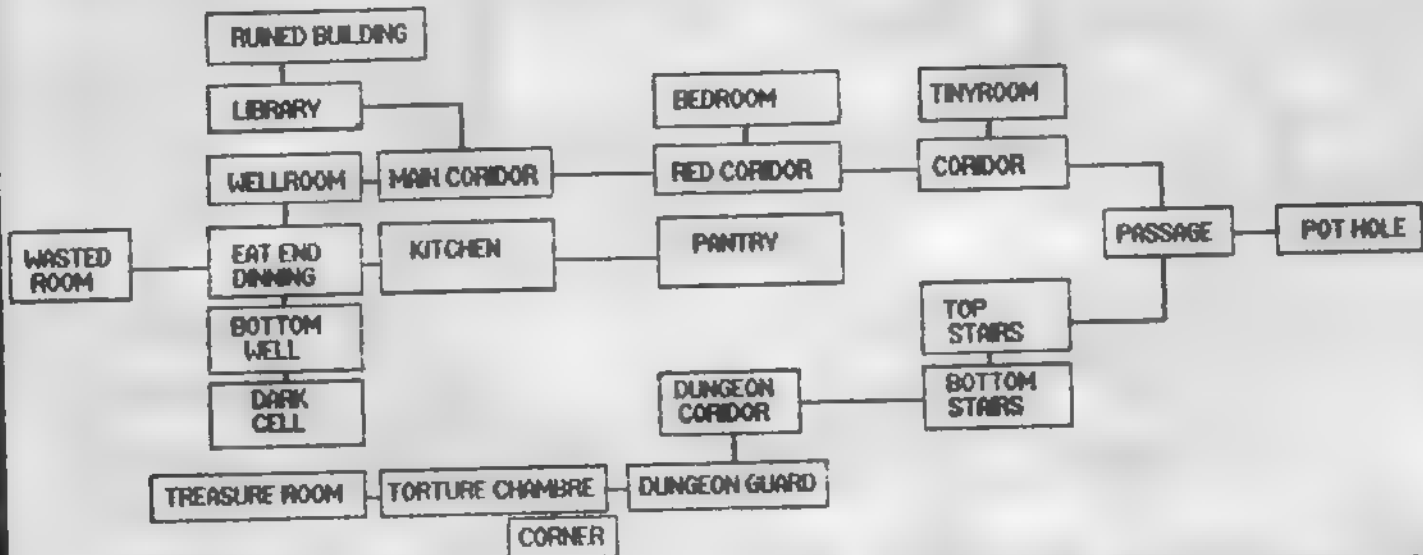 RUINED BUILDING
LIBRARY
BEDROOM
TINYROOM
WELLROOM
MAIN CORIDOR
RED CORIDOR
CORIDOR
WASTED
ROOM
EAT END
DINNING
KITCHEN
PANTRY
PASSAGE
POT HOLE
BOTTOM
WELL
TOP
STAIRS
DARK
CELL
DUNGEON
CORIDOR
BOTTOM
STAIRS
TREASURE ROOM
TORTURE CHAMBRE
DUNGEON GUARD
CORNER